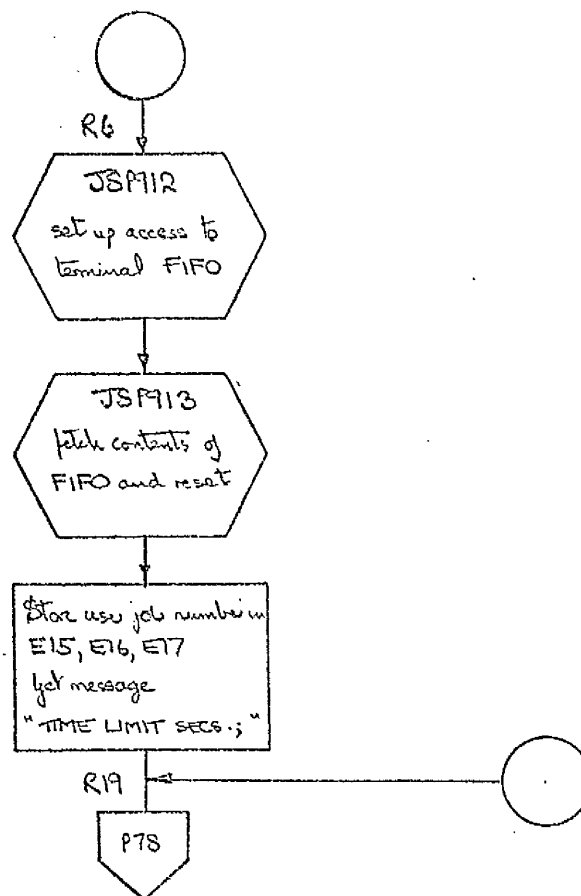 R6
JSP912
set up access to
terminal FIFO
JSP913
fetch contents of
FIFO and reset
Store user job number in
E15, E16, E17
Get message
"TIME LIMIT SECS.;"
R19
P78